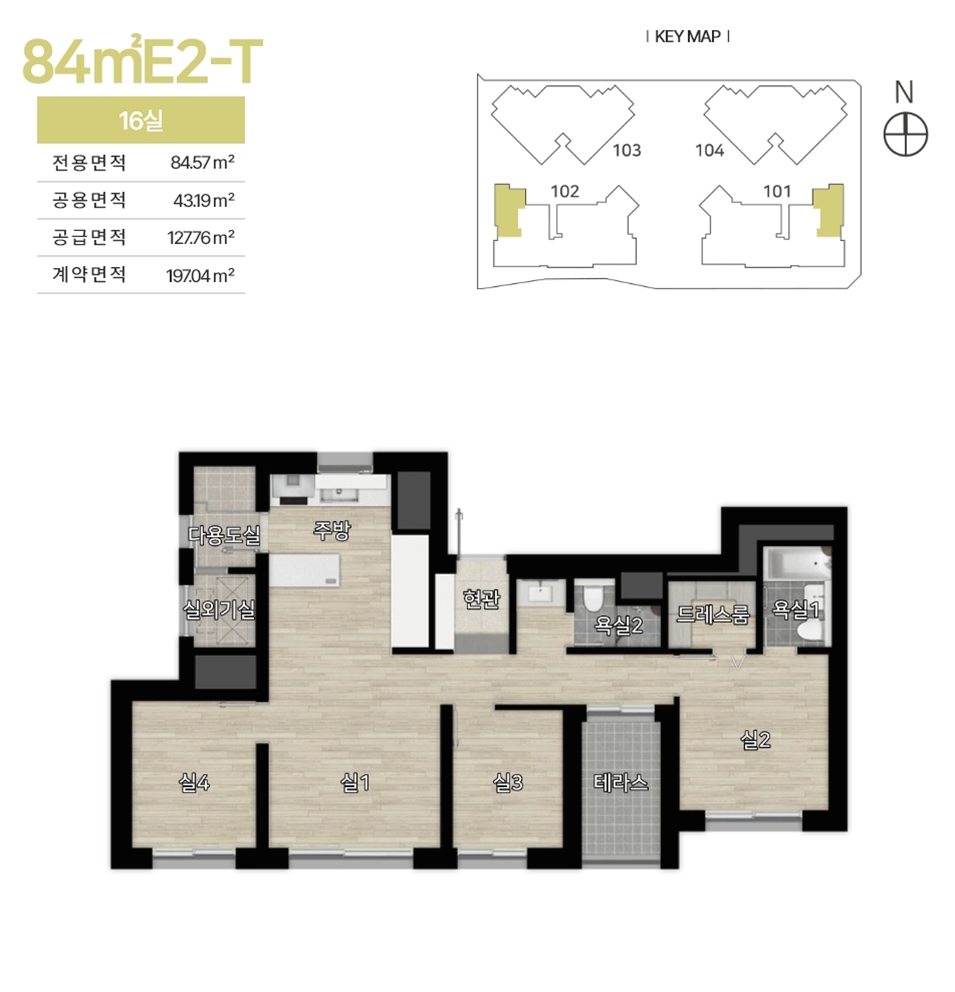 84㎡E2-T
16실
전용면적 84.57 m²
공용면적 43.19 m²
공급면적 127.76 m²
계약면적 197.04 m²
| KEY MAP |
N
103 104
102 101
다용도실 주방
실외기실 현관 욕실2 드레스룸 욕실1
실4 실1 실3 테라스 실2